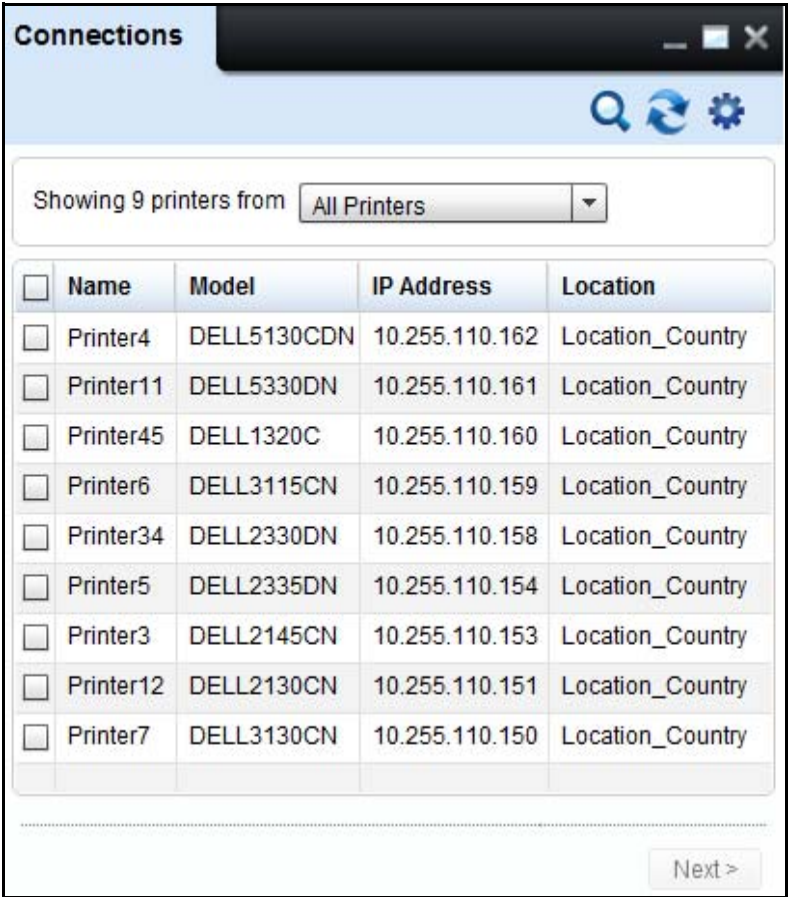 Connections
Showing 9 printers from All Printers
Name Model IP Address Location
Printer4 DELL5130CDN 10.255.110.162 Location_Country
Printer11 DELL5330DN 10.255.110.161 Location_Country
Printer45 DELL1320C 10.255.110.160 Location_Country
Printer6 DELL3115CN 10.255.110.159 Location_Country
Printer34 DELL2330DN 10.255.110.158 Location_Country
Printer5 DELL2335DN 10.255.110.154 Location_Country
Printer3 DELL2145CN 10.255.110.153 Location_Country
Printer12 DELL2130CN 10.255.110.151 Location_Country
Printer7 DELL3130CN 10.255.110.150 Location_Country
Next >